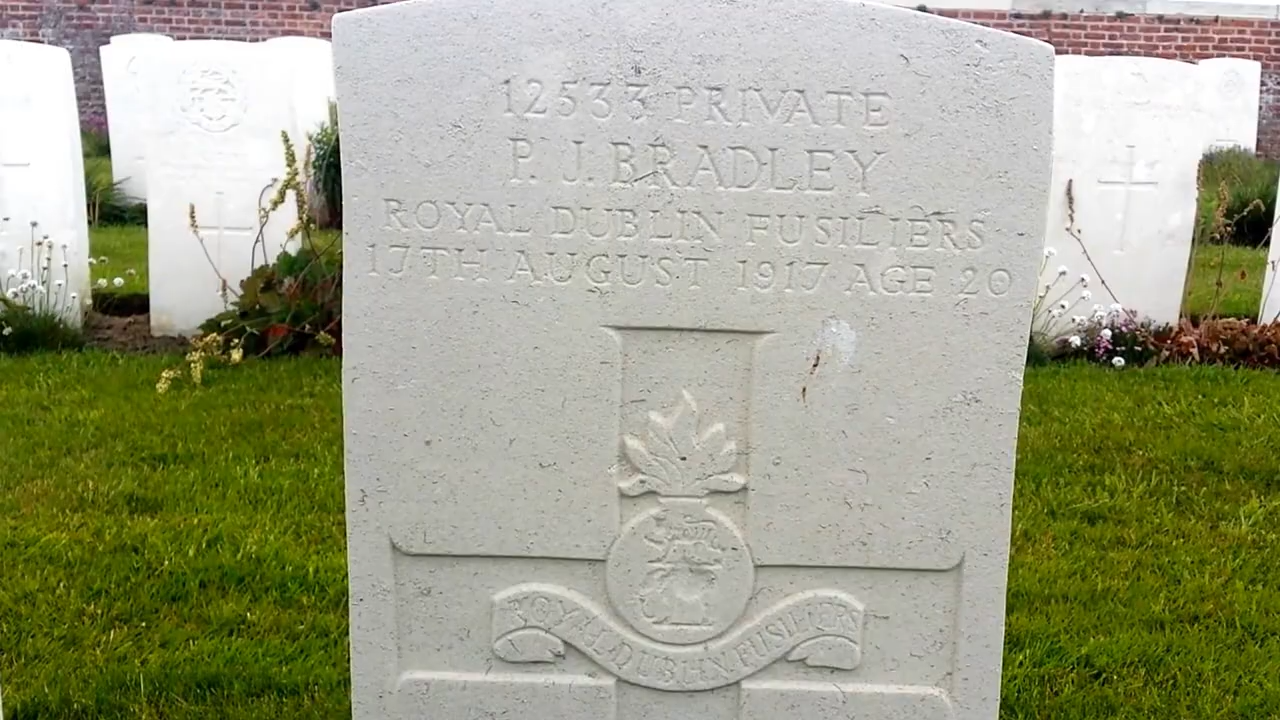 12533 PRIVATE
P. J. BRADLEY
ROYAL DUBLIN FUSILIERS
17TH AUGUST 1917 AGE 20
ROYAL DUBLIN FUSILIERS